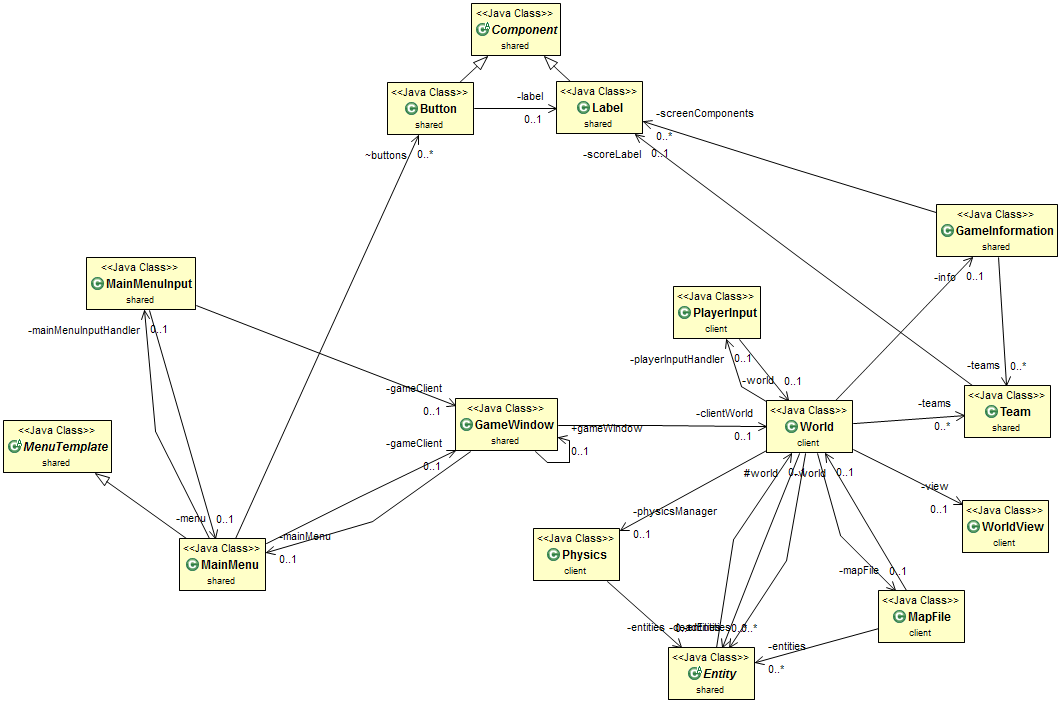 <<Java Class>>
Component
shared
<<Java Class>>
Button
shared
-label
0..1
<<Java Class>>
Label
shared
-screenComponents
0..*
-scoreLabel
0..1
~buttons
0..*
<<Java Class>>
GameInformation
shared
<<Java Class>>
MainMenuInput
shared
-info
0..1
<<Java Class>>
PlayerInput
client
-mainMenuInputHandler
0..1
-playerInputHandler
0..1
-teams
0..*
-world
0..1
-gameClient
0..1
<<Java Class>>
GameWindow
shared
-clientWorld
0..1
<<Java Class>>
World
client
-teams
0..*
<<Java Class>>
Team
shared
<<Java Class>>
MenuTemplate
shared
+gameWindow
0..1
-gameClient
0..1
#world
0..1
-world
0..1
-view
0..1
-menu
0..1
-physicsManager
0..1
<<Java Class>>
WorldView
client
-mainMenu
0..1
<<Java Class>>
MainMenu
shared
<<Java Class>>
Physics
client
-mapFile
0..1
<<Java Class>>
MapFile
client
-entities
0..*
-deadEntities
-entities
0..*
-entities
0..*
<<Java Class>>
Entity
shared